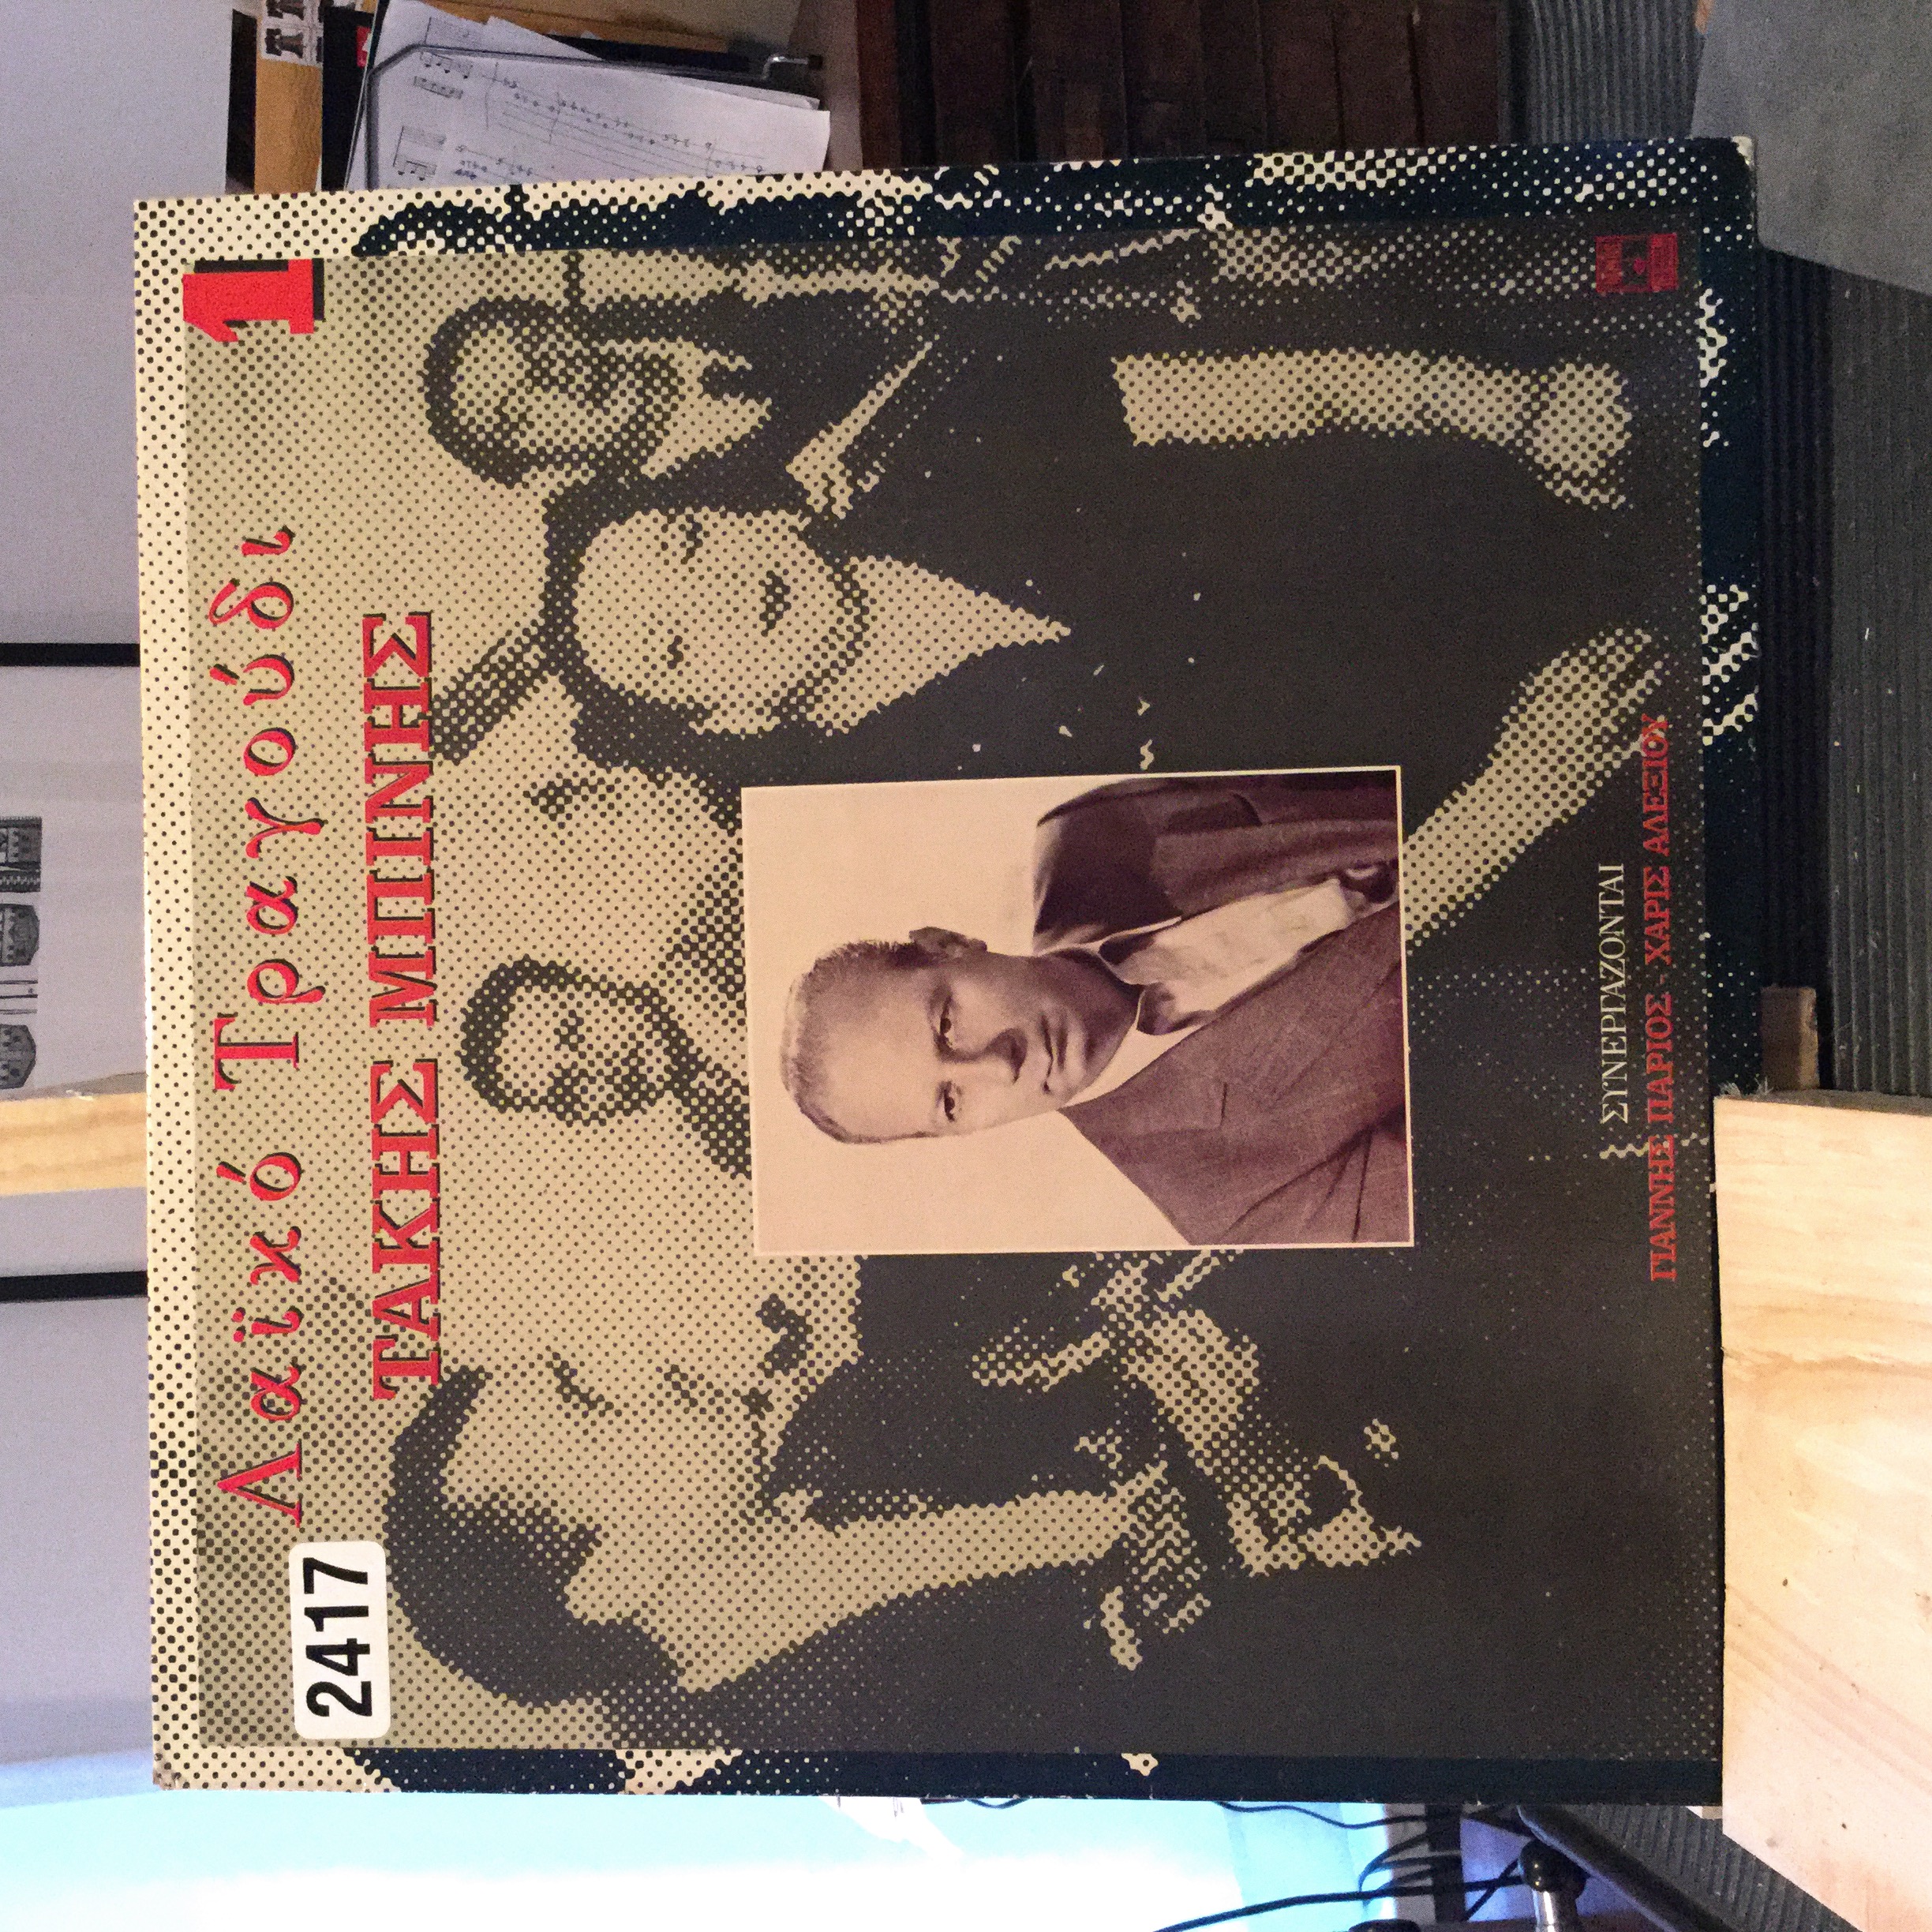 Λαϊκό Τραγούδι 1
2417
ΤΑΚΗΣ ΜΠΙΝΗΣ
ΣΥΝΕΡΓΑΖΟΝΤΑΙ
ΓΙΑΝΝΗΣ ΠΑΡΙΟΣ - ΧΑΡΙΣ ΑΛΕΞΙΟΥ